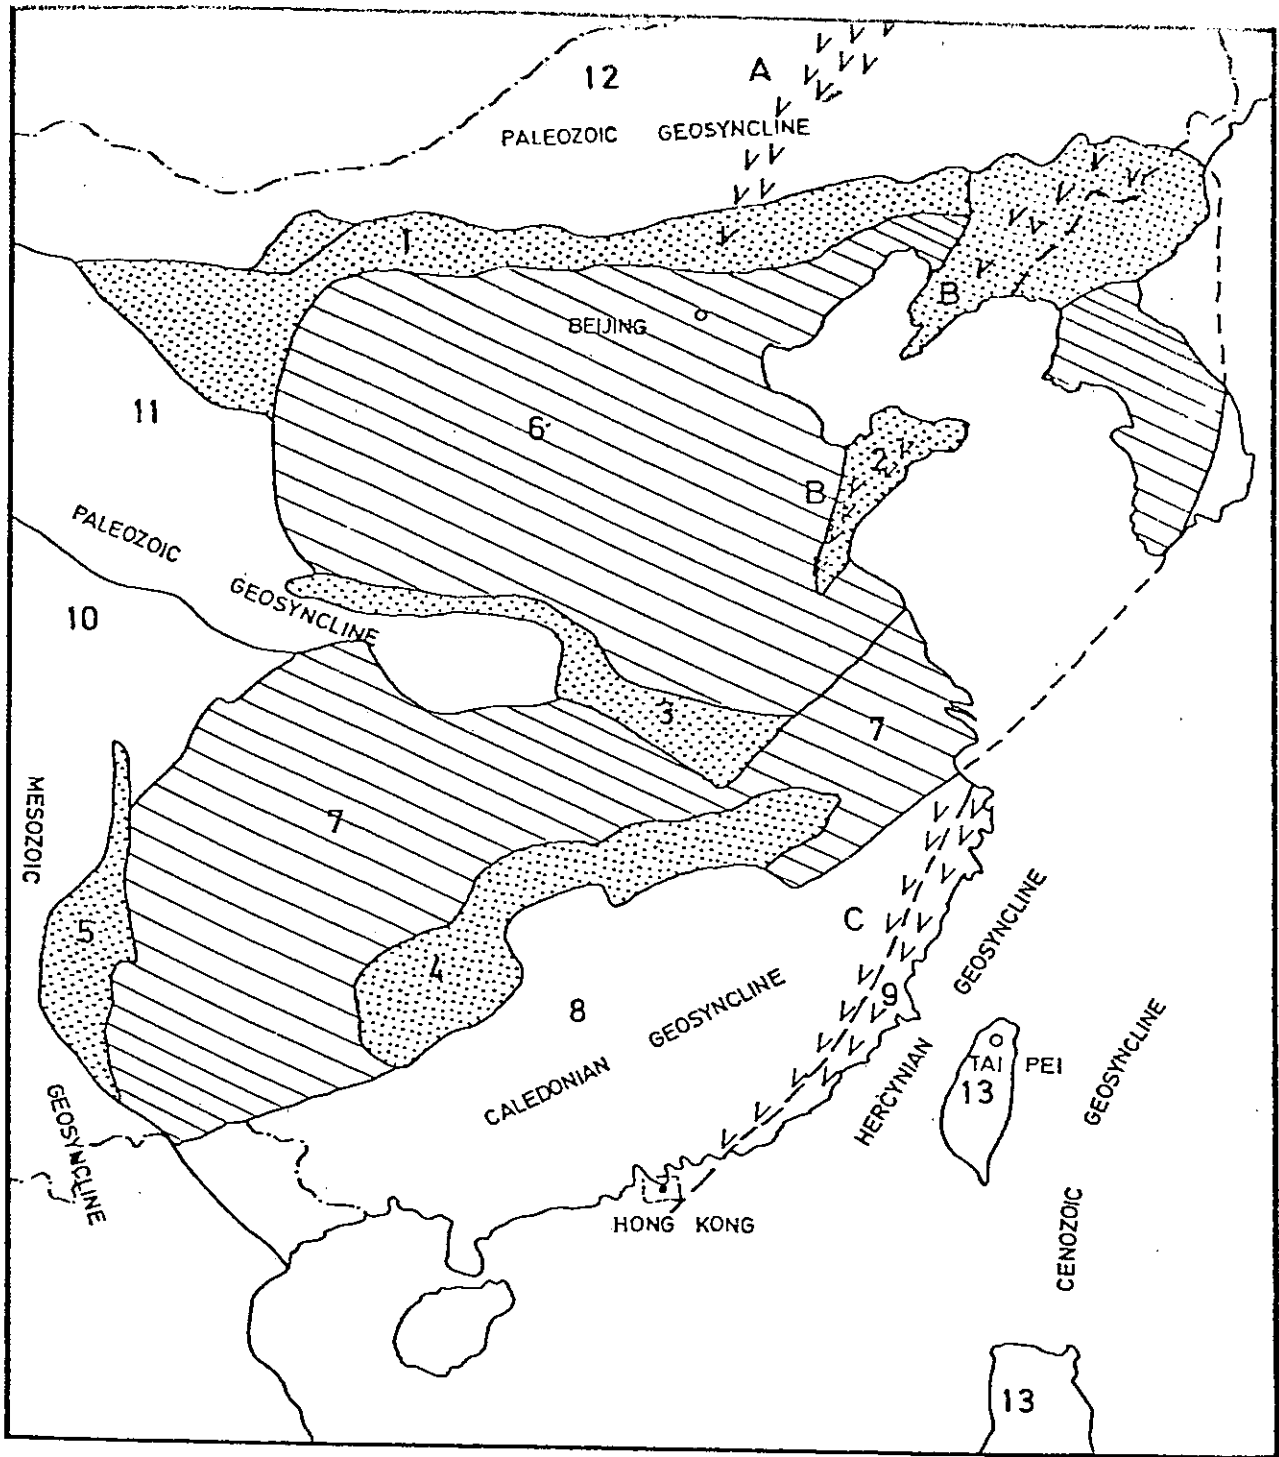 12
A
PALEOZOIC GEOSYNCLINE
1
B
BEIJING
11
6
2
B
PALEOZOIC
GEOSYNCLINE
10
3
7
MESOZOIC
7
5
4
C
GEOSYNCLINE
9
8
GEOSYNCLINE
CALEDONIAN
HERCYNIAN
TAI PEI
13
GEOSYNCLINE
GEOSYNCLINE
HONG KONG
CENOZOIC
13